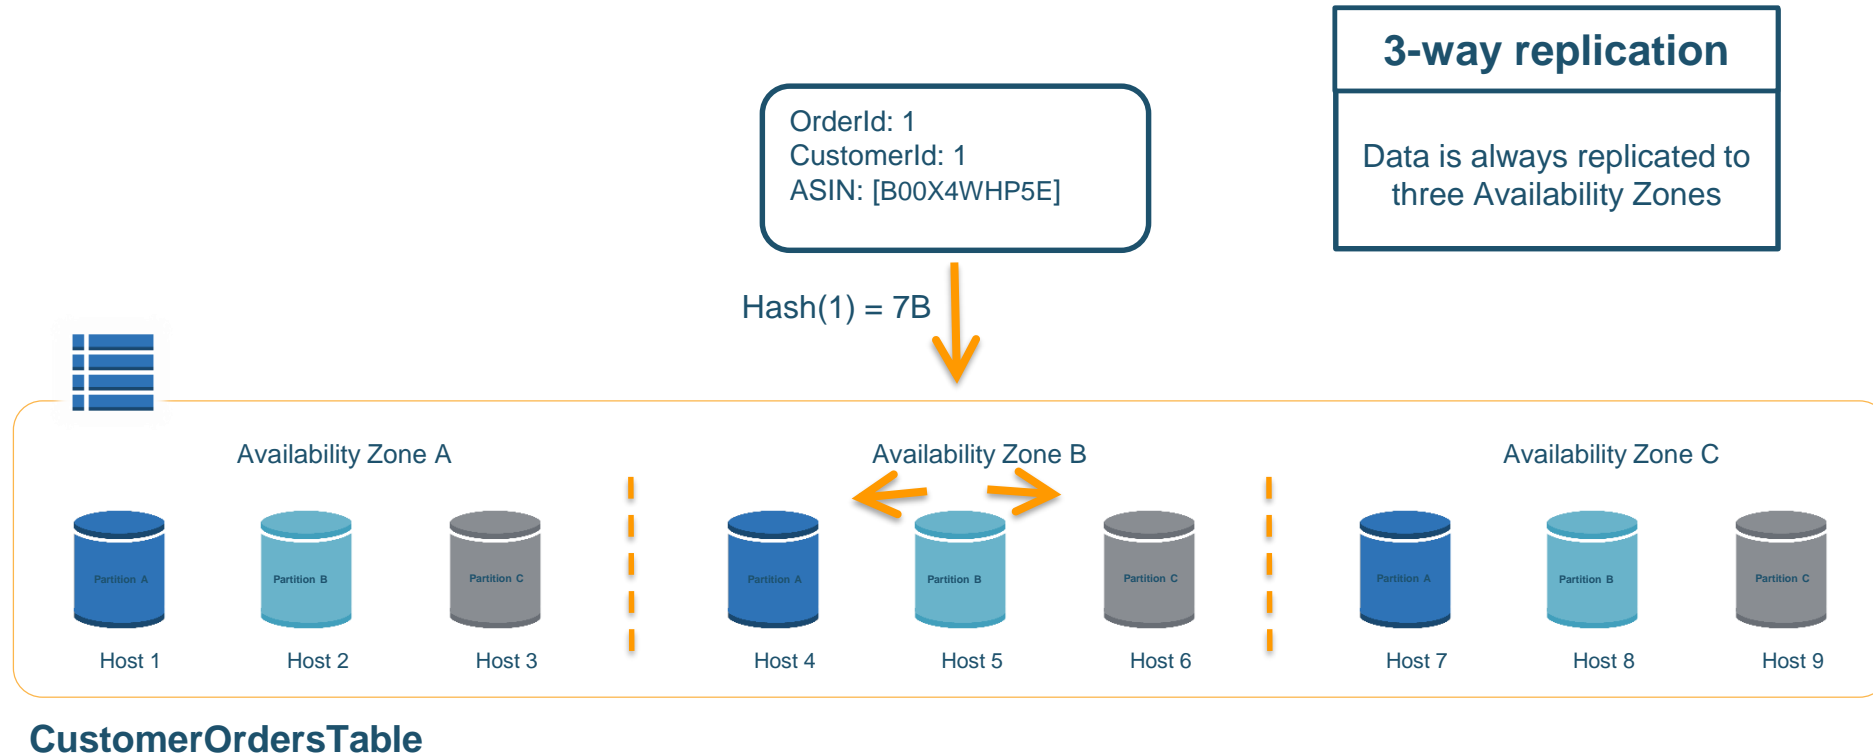 3-way replication
Data is always replicated to
three Availability Zones
OrderId: 1
CustomerId: 1
ASIN: [B00X4WHP5E]
Hash(1) = 7B
Availability Zone A
Availability Zone B
Availability Zone C
Partition A
Partition B
Partition C
Partition A
Partition B
Partition C
Partition A
Partition B
Partition C
Host 1
Host 2
Host 3
Host 4
Host 5
Host 6
Host 7
Host 8
Host 9
CustomerOrdersTable